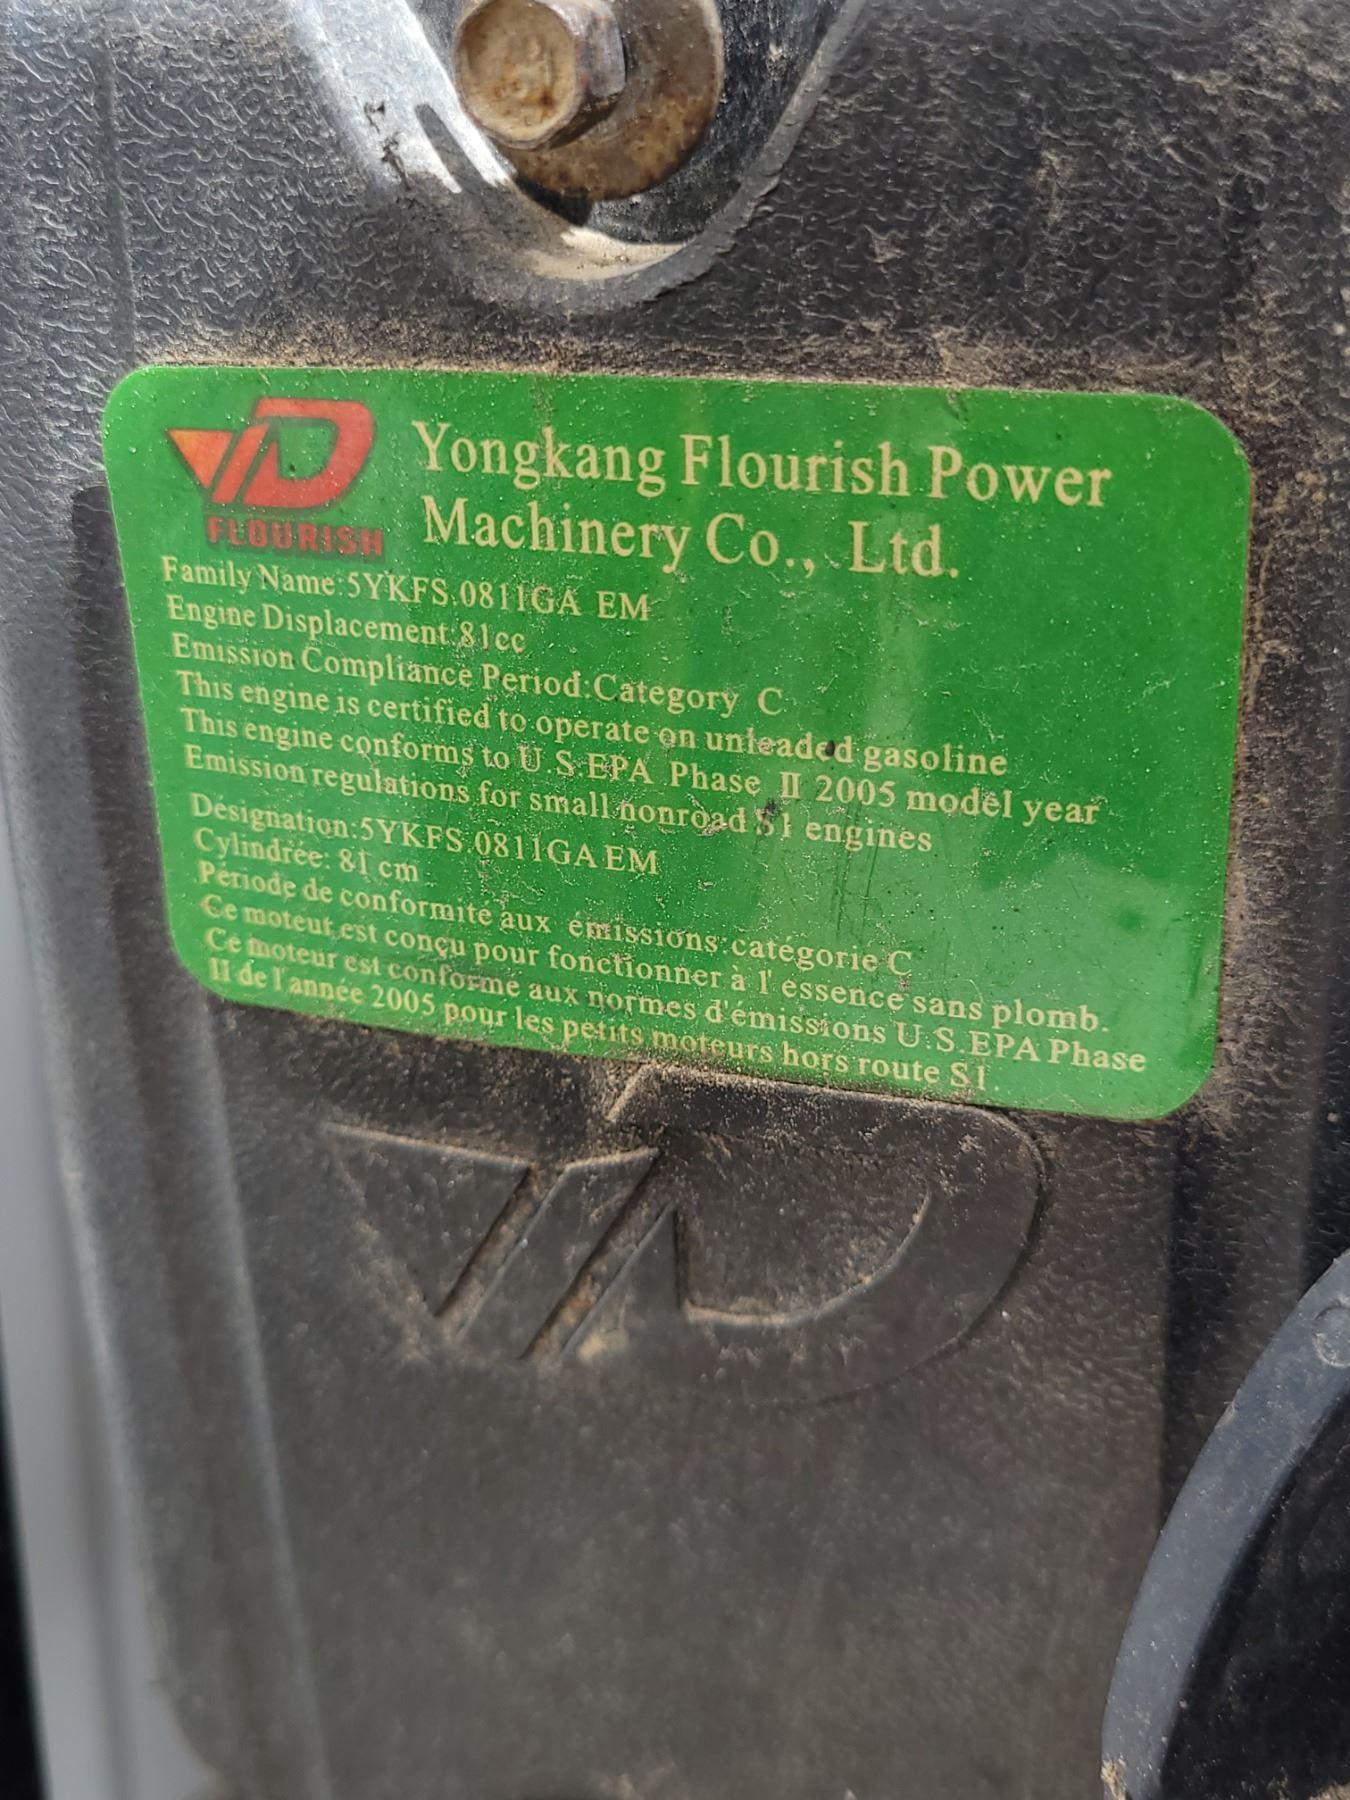 FLOURISH
Yongkang Flourish Power
Machinery Co., Ltd.
Family Name:5YKFS.0811GA EM
Engine Displacement:81cc
Emission Compliance Period:Category C
This engine is certified to operate on unleaded gasoline
This engine conforms to U.S.EPA Phase II 2005 model year
Emission regulations for small nonroad S1 engines
Désignation:5YKFS.0811GA EM
Cylindrée: 81 cm
Période de conformité aux émissions:catégorie C
Ce moteur est conçu pour fonctionner à l'essence sans plomb.
Ce moteur est conforme aux normes d'émissions U.S.EPA Phase
II de l'année 2005 pour les petits moteurs hors route S1.